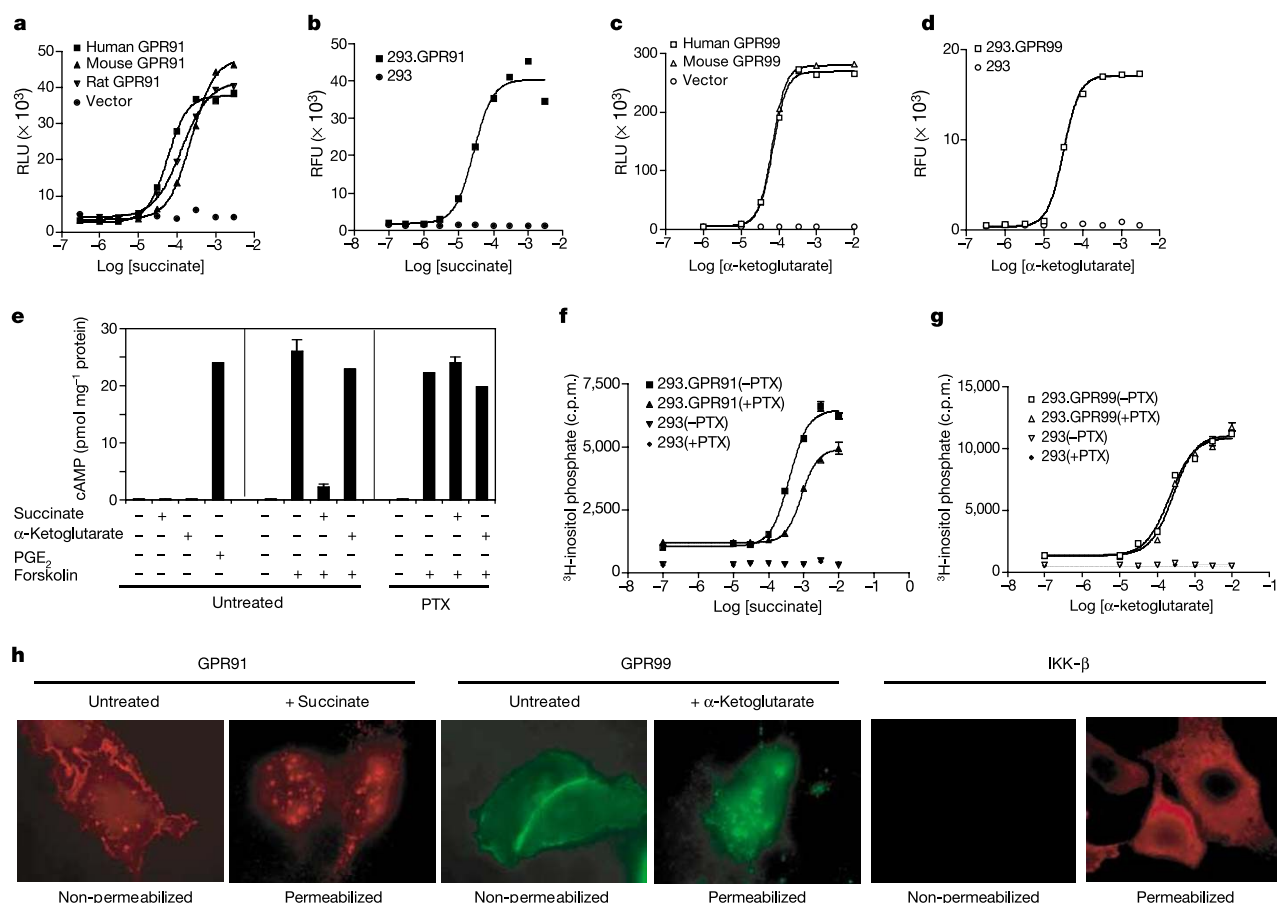 a
Human GPR91
Mouse GPR91
Rat GPR91
Vector
RLU (× 10³)
50
40
30
20
10
0
–7 –6 –5 –4 –3 –2
Log [succinate]
b
293.GPR91
293
RFU (× 10³)
50
40
30
20
10
0
–7 –6 –5 –4 –3 –2
Log [succinate]
c
Human GPR99
Mouse GPR99
Vector
RLU (× 10³)
300
200
100
0
–7 –6 –5 –4 –3 –2
Log [α-ketoglutarate]
d
293.GPR99
293
RFU (× 10³)
20
10
0
–7 –6 –5 –4 –3 –2
Log [α-ketoglutarate]
e
cAMP (pmol mg⁻¹ protein)
30
20
10
0
Succinate – + – – – – + – – – + –
α-Ketoglutarate – – + – – – – + – – – +
PGE₂ – – – + – – – – – – – –
Forskolin – – – – – + + + – + + +
Untreated PTX
f
293.GPR91(–PTX)
293.GPR91(+PTX)
293(–PTX)
293(+PTX)
³H-inositol phosphate (c.p.m.)
7,500
5,000
2,500
0
–8 –7 –6 –5 –4 –3 –2 –1 0
Log [succinate]
g
293.GPR99(–PTX)
293.GPR99(+PTX)
293(–PTX)
293(+PTX)
³H-inositol phosphate (c.p.m.)
15,000
10,000
5,000
0
–8 –7 –6 –5 –4 –3 –2 –1
Log [α-ketoglutarate]
h
GPR91 GPR99 IKK-β
Untreated + Succinate Untreated + α-Ketoglutarate
Non-permeabilized Permeabilized Non-permeabilized Permeabilized Non-permeabilized Permeabilized